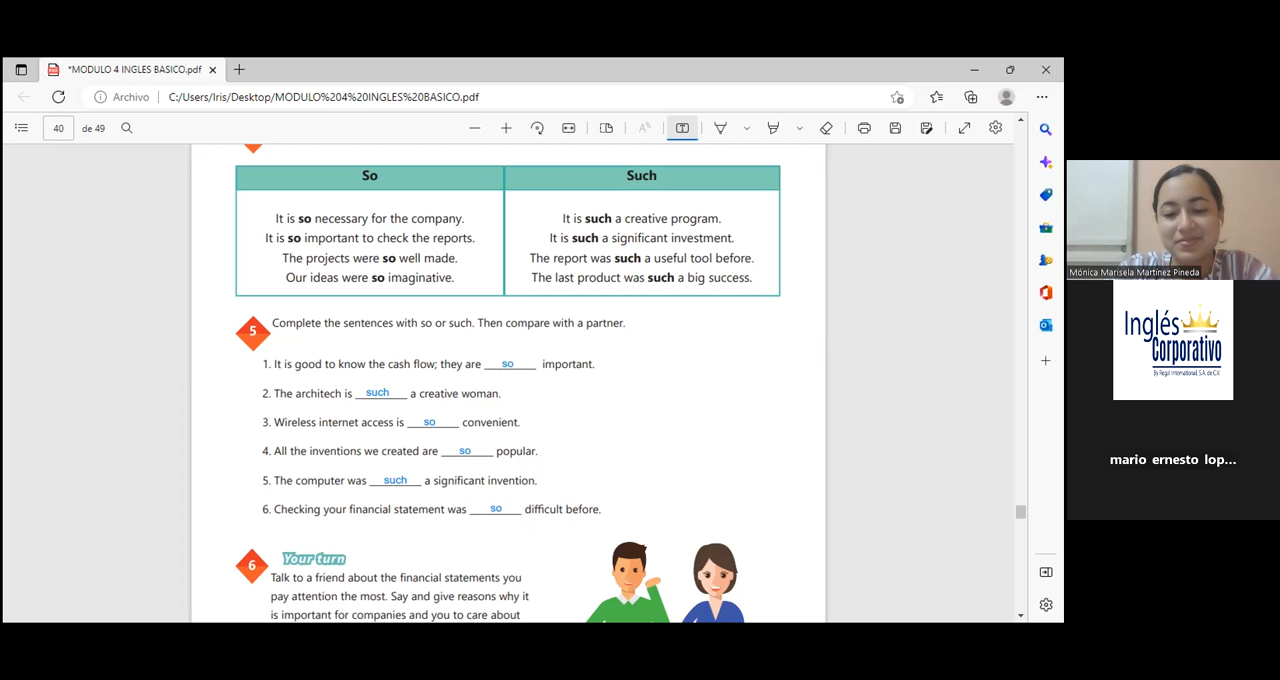 *MODULO 4 INGLES BASICO.pdf
Archivo
C:/Users/Iris/Desktop/MODULO%204%20INGLES%20BASICO.pdf
40
de 49
So
Such
It is so necessary for the company.
It is so important to check the reports.
The projects were so well made.
Our ideas were so imaginative.
It is such a creative program.
It is such a significant investment.
The report was such a useful tool before.
The last product was such a big success.
5
Complete the sentences with so or such. Then compare with a partner.
1. It is good to know the cash flow; they are so important.
2. The architech is such a creative woman.
3. Wireless internet access is so convenient.
4. All the inventions we created are so popular.
5. The computer was such a significant invention.
6. Checking your financial statement was so difficult before.
6
Your turn
Talk to a friend about the financial statements you
pay attention the most. Say and give reasons why it
is important for companies and you to care about
Mónica Marisela Martínez Pineda
Inglés
Corporativo
By Regal International, S.A. de C.V.
mario ernesto lop...